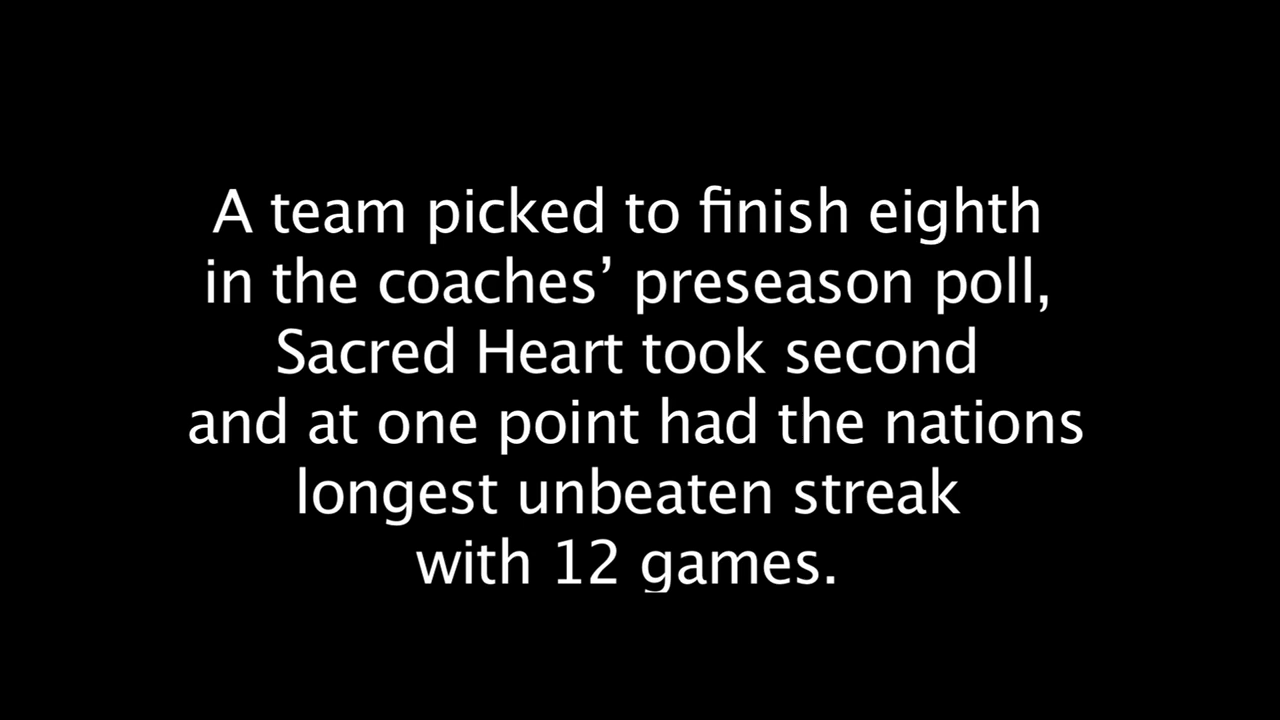 A team picked to finish eighth
in the coaches’ preseason poll,
Sacred Heart took second
and at one point had the nations
longest unbeaten streak
with 12 games.